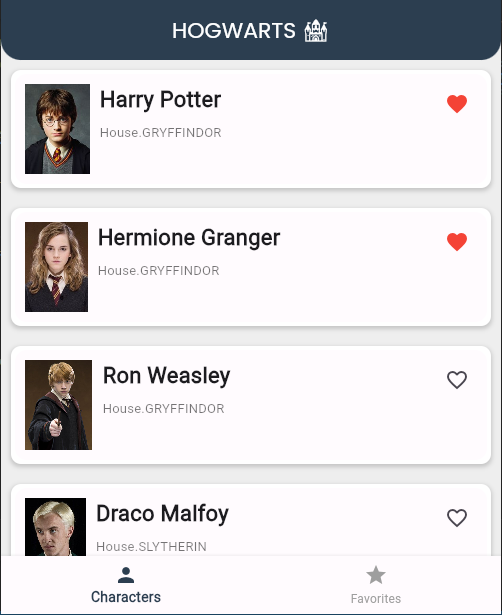 HOGWARTS
Harry Potter
House.GRYFFINDOR
Hermione Granger
House.GRYFFINDOR
Ron Weasley
House.GRYFFINDOR
Draco Malfoy
House.SLYTHERIN
Characters
Favorites